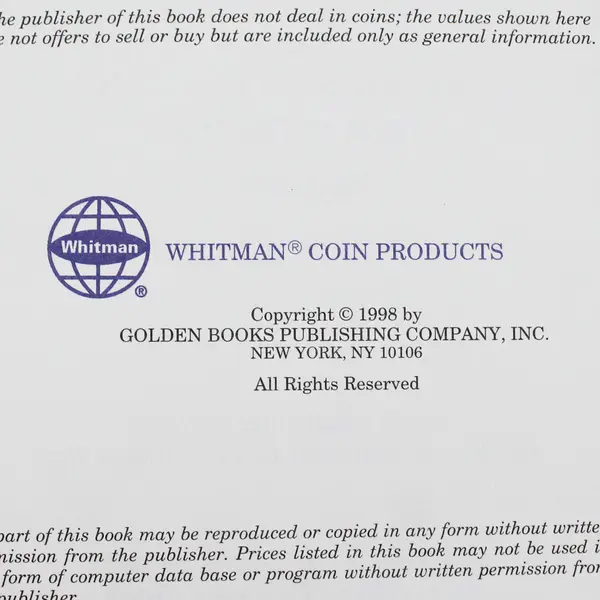 he publisher of this book does not deal in coins; the values shown here
e not offers to sell or buy but are included only as general information.
Whitman
®
WHITMAN® COIN PRODUCTS
Copyright © 1998 by
GOLDEN BOOKS PUBLISHING COMPANY, INC.
NEW YORK, NY 10106
All Rights Reserved
part of this book may be reproduced or copied in any form without writte
mission from the publisher. Prices listed in this book may not be used i
form of computer data base or program without written permission from
publisher.